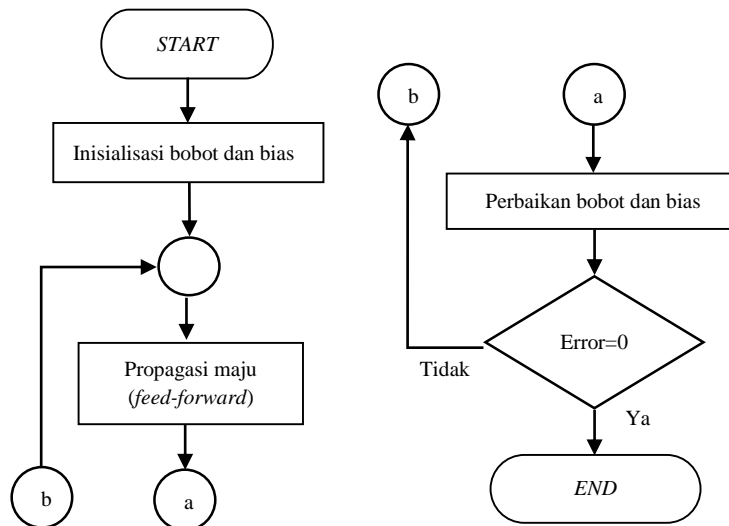 START
Inisialisasi bobot dan bias
Propagasi maju
(feed-forward)
b
a
b
a
Perbaikan bobot dan bias
Error=0
Tidak
Ya
END